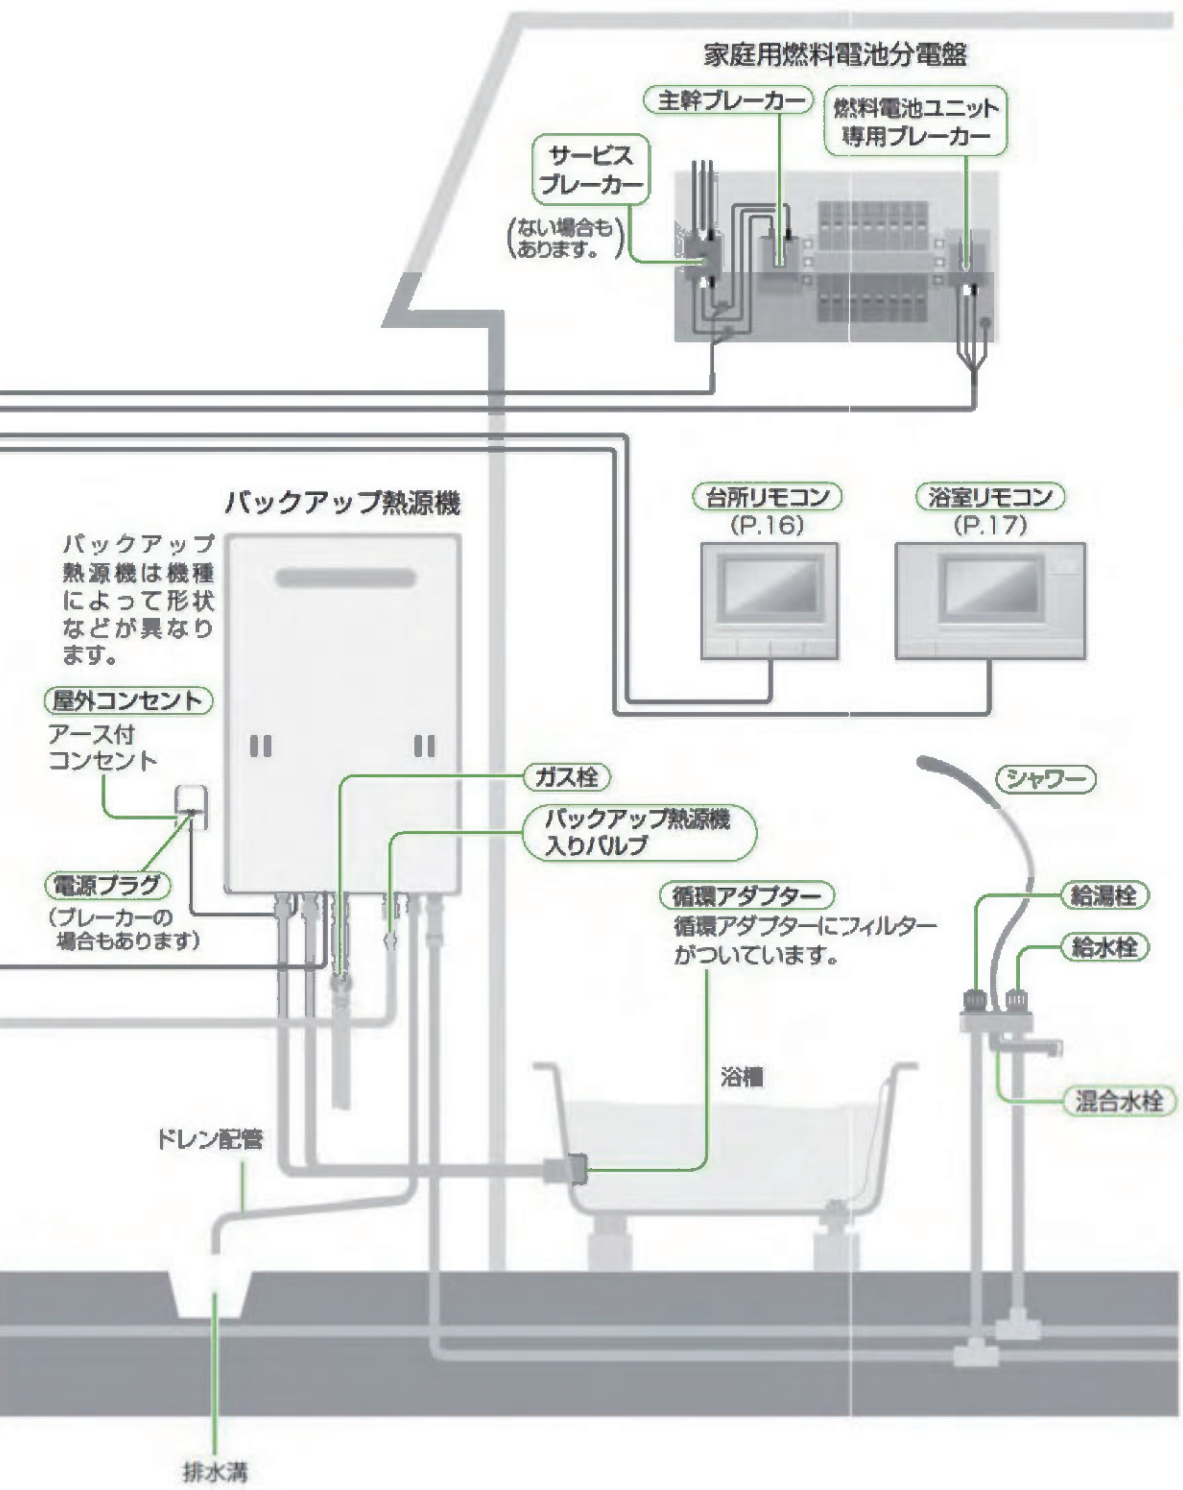 家庭用燃料電池分電盤
主幹ブレーカー
燃料電池ユニット
専用ブレーカー
サービス
ブレーカー
(ない場合も
あります。)
バックアップ熱源機
バックアップ
熱源機は機種
によって形状
などが異なり
ます。
台所リモコン
(P.16)
浴室リモコン
(P.17)
屋外コンセント
アース付
コンセント
ガス栓
シャワー
バックアップ熱源機
入りバルブ
電源プラグ
(ブレーカーの
場合もあります)
循環アダプター
循環アダプターにフィルター
がついています。
給湯栓
給水栓
浴槽
混合水栓
ドレン配管
排水溝